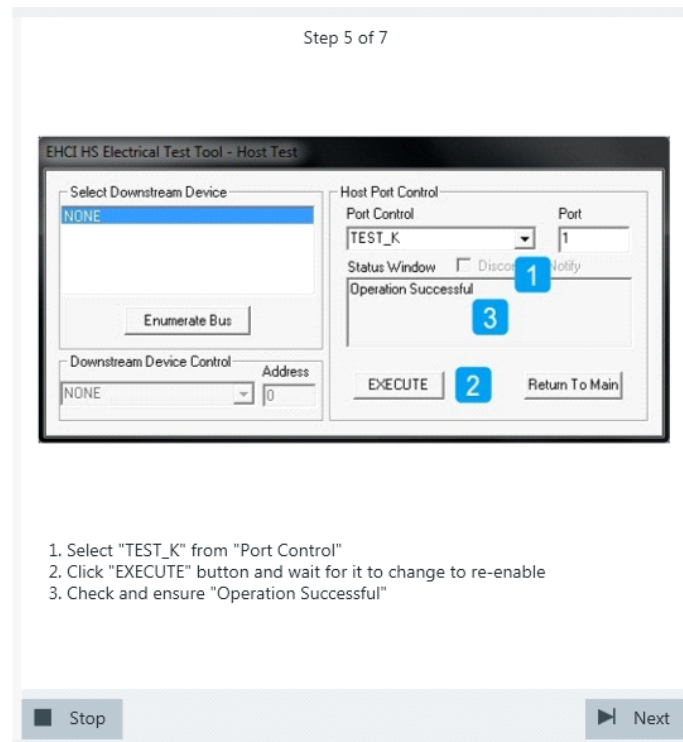 Step 5 of 7
EHCI HS Electrical Test Tool - Host Test
Select Downstream Device
NONE
Enumerate Bus
Downstream Device Control
Address
NONE
0
Host Port Control
Port Control
Port
TEST_K
1
Status Window
Notify
1
Operation Successful
3
EXECUTE
2
Return To Main
1. Select "TEST_K" from "Port Control"
2. Click "EXECUTE" button and wait for it to change to re-enable
3. Check and ensure "Operation Successful"
Stop
Next